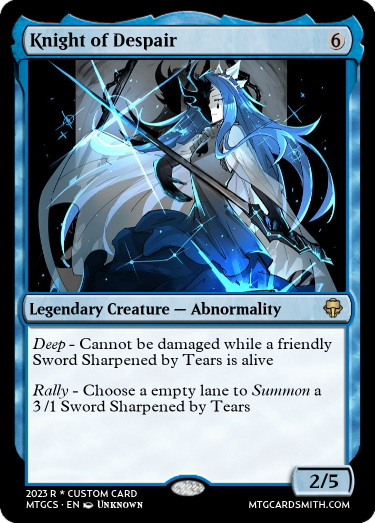 Knight of Despair 6
Legendary Creature — Abnormality
Deep - Cannot be damaged while a friendly
Sword Sharpened by Tears is alive
Rally - Choose a empty lane to Summon a
3 /1 Sword Sharpened by Tears
2/5
2023 R * CUSTOM CARD
MTGCS · EN Unknown
MTGCARDSMITH.COM